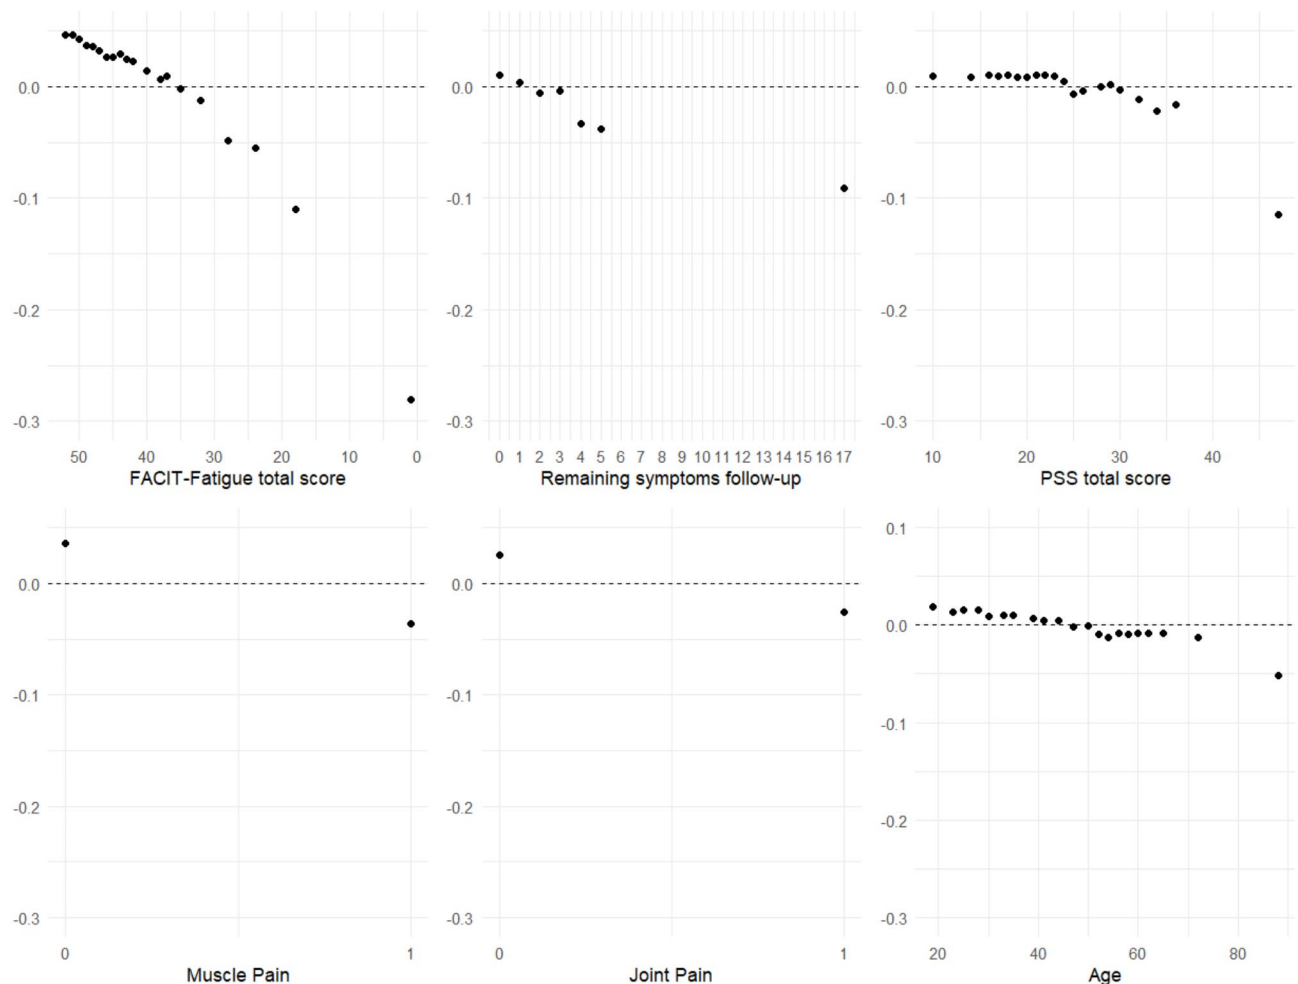 0.0
-0.1
-0.2
-0.3
50 40 30 20 10 0
FACIT-Fatigue total score
0.0
-0.1
-0.2
-0.3
0 1 2 3 4 5 6 7 8 9 10 11 12 13 14 15 16 17
Remaining symptoms follow-up
0.0
-0.1
-0.2
-0.3
10 20 30 40
PSS total score
0.0
-0.1
-0.2
-0.3
0 1
Muscle Pain
0.0
-0.1
-0.2
-0.3
0 1
Joint Pain
0.1
0.0
-0.1
-0.2
-0.3
20 40 60 80
Age